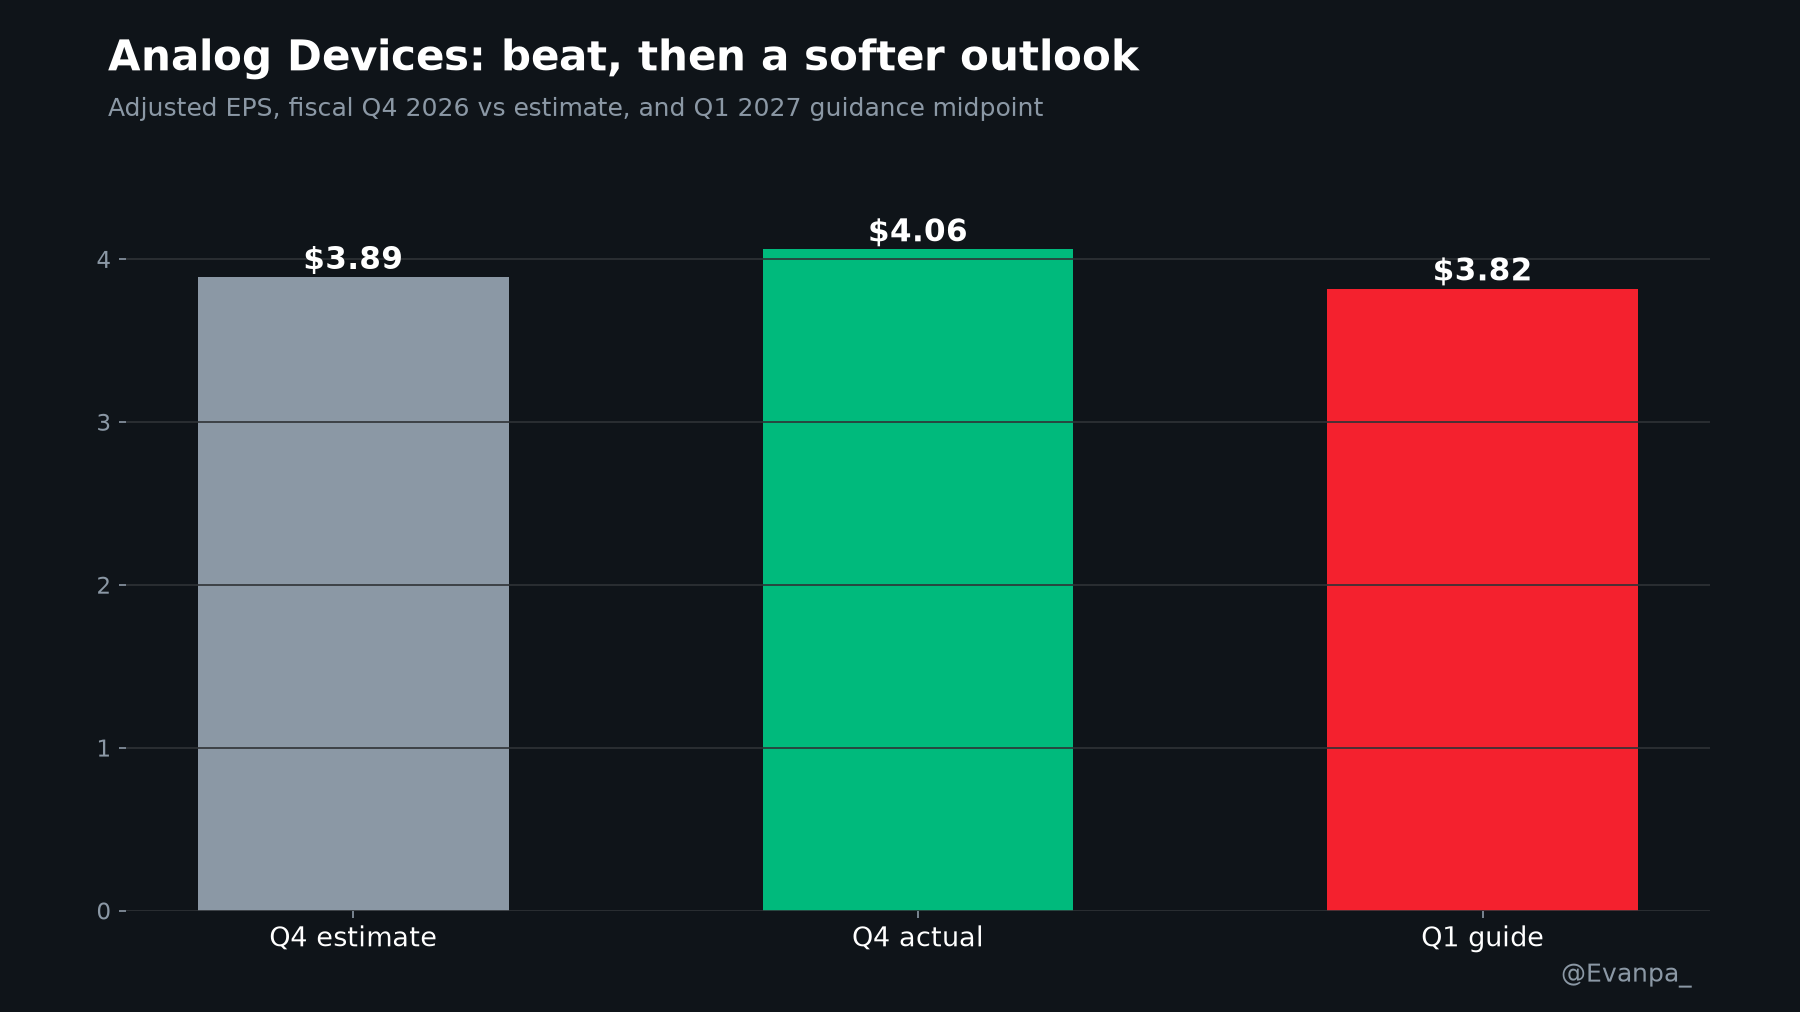 Analog Devices: beat, then a softer outlook
Adjusted EPS, fiscal Q4 2026 vs estimate, and Q1 2027 guidance midpoint
$3.89
$4.06
$3.82
4
3
2
1
0
Q4 estimate
Q4 actual
Q1 guide
@Evanpa_